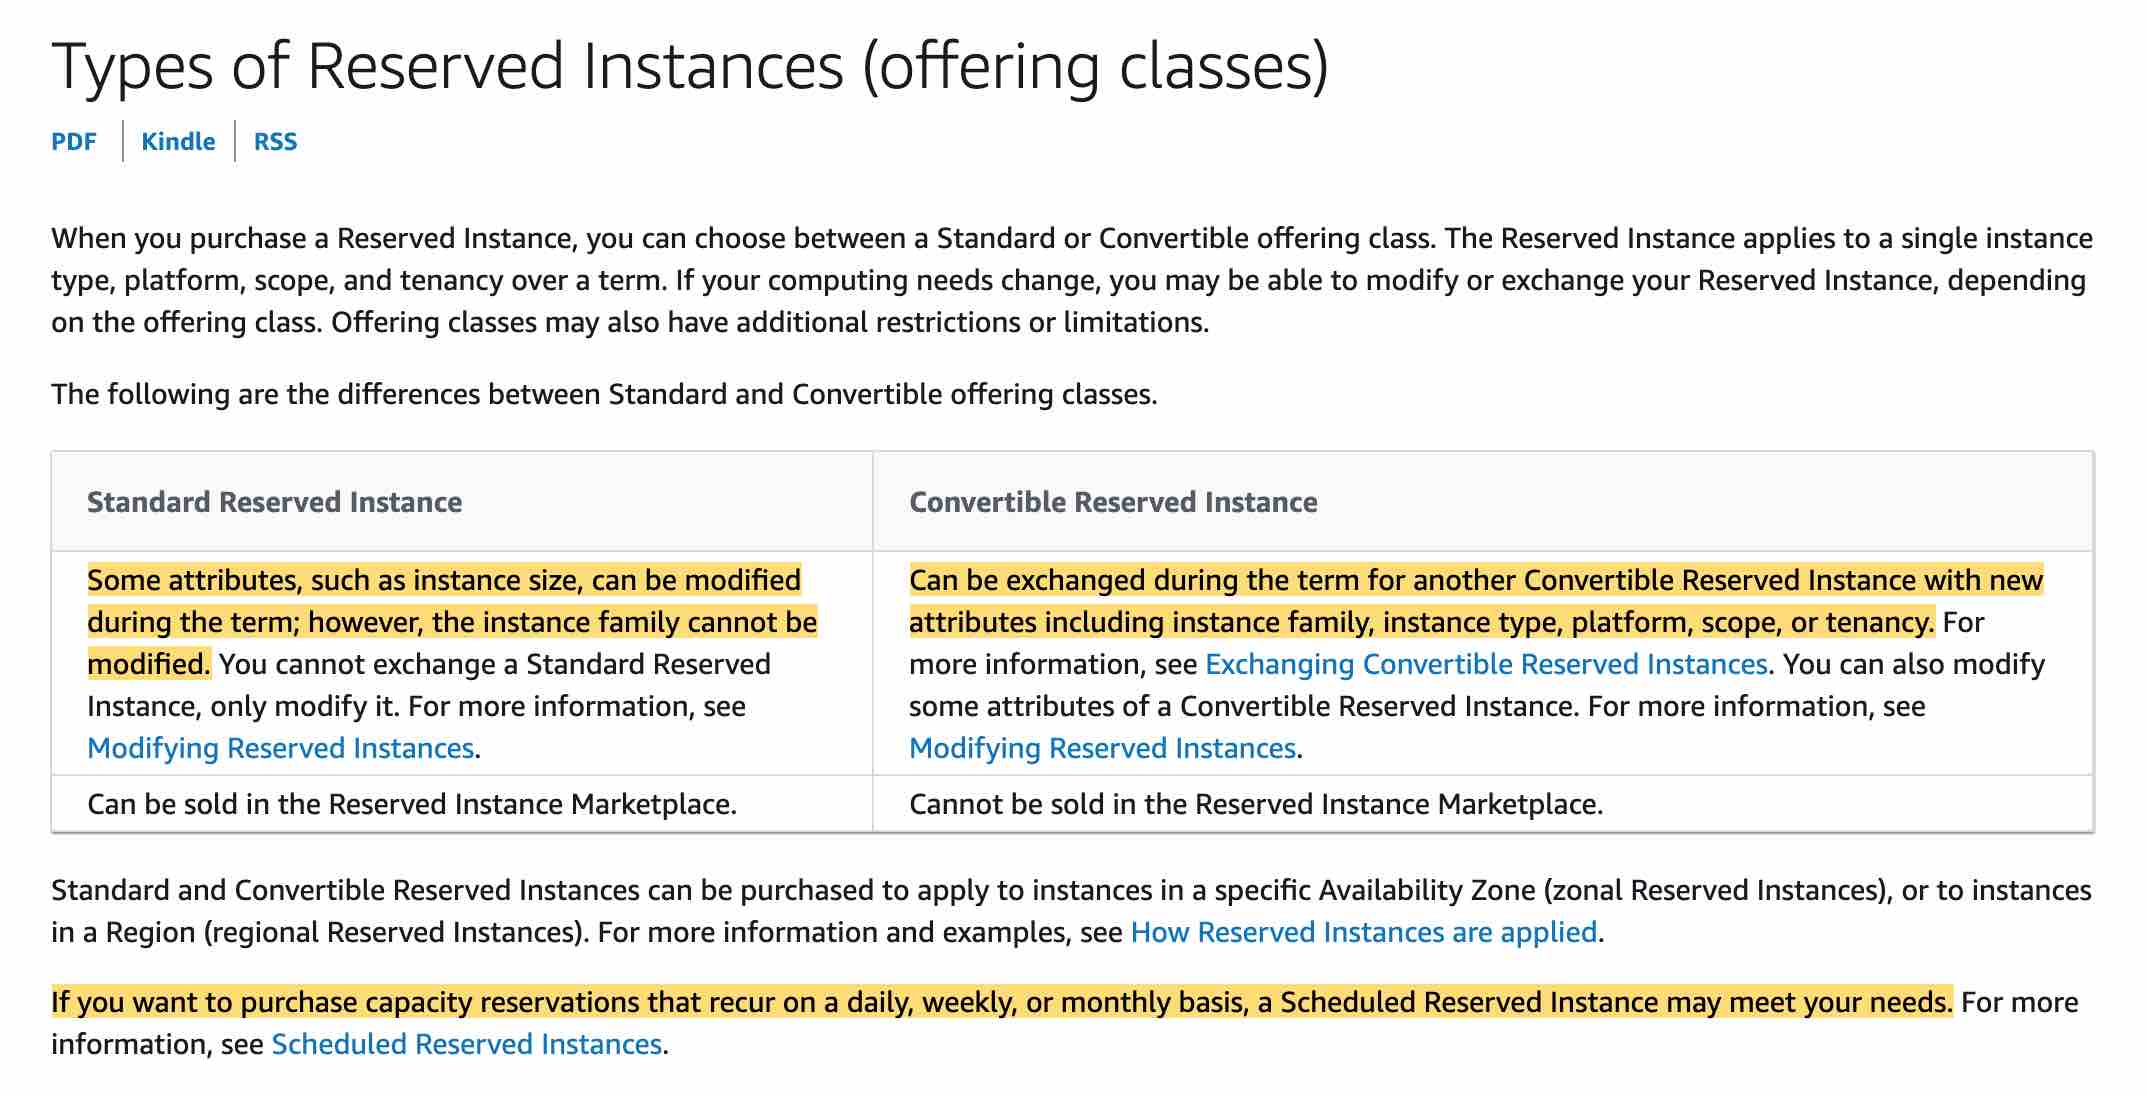 Types of Reserved Instances (offering classes)
PDF
Kindle
RSS
When you purchase a Reserved Instance, you can choose between a Standard or Convertible offering class. The Reserved Instance applies to a single instance
type, platform, scope, and tenancy over a term. If your computing needs change, you may be able to modify or exchange your Reserved Instance, depending
on the offering class. Offering classes may also have additional restrictions or limitations.
The following are the differences between Standard and Convertible offering classes.
Standard Reserved Instance
Convertible Reserved Instance
Some attributes, such as instance size, can be modified
during the term; however, the instance family cannot be
modified. You cannot exchange a Standard Reserved
Instance, only modify it. For more information, see
Modifying Reserved Instances.
Can be exchanged during the term for another Convertible Reserved Instance with new
attributes including instance family, instance type, platform, scope, or tenancy. For
more information, see Exchanging Convertible Reserved Instances. You can also modify
some attributes of a Convertible Reserved Instance. For more information, see
Modifying Reserved Instances.
Can be sold in the Reserved Instance Marketplace.
Cannot be sold in the Reserved Instance Marketplace.
Standard and Convertible Reserved Instances can be purchased to apply to instances in a specific Availability Zone (zonal Reserved Instances), or to instances
in a Region (regional Reserved Instances). For more information and examples, see How Reserved Instances are applied.
If you want to purchase capacity reservations that recur on a daily, weekly, or monthly basis, a Scheduled Reserved Instance may meet your needs. For more
information, see Scheduled Reserved Instances.